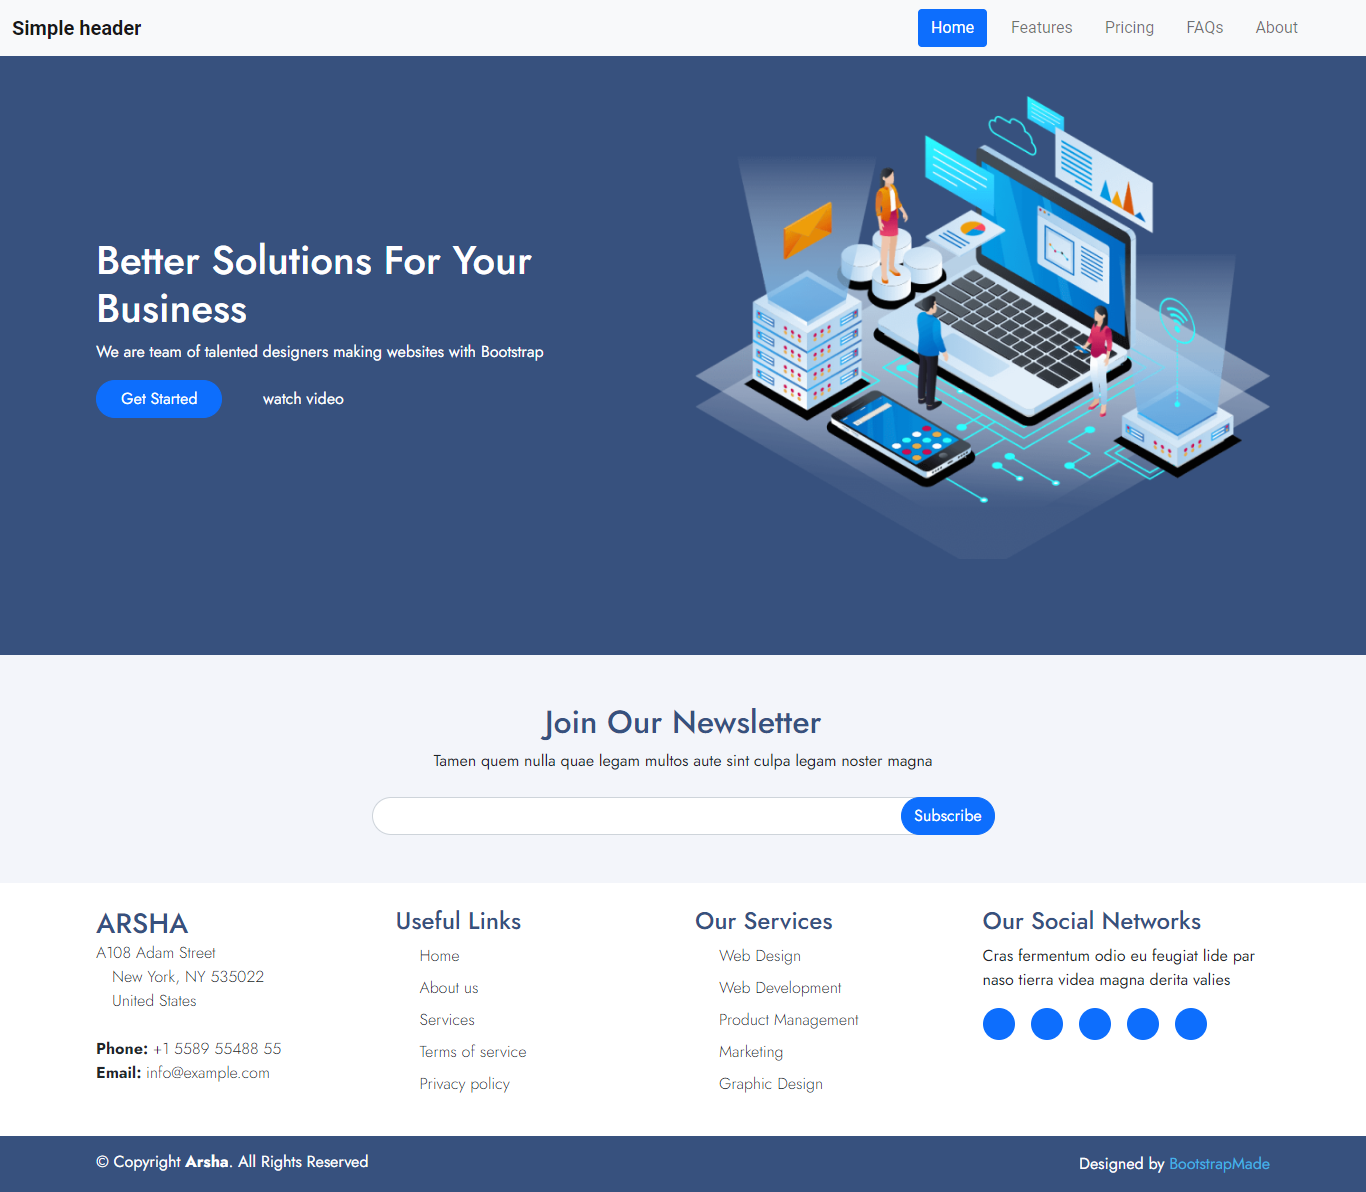 Simple header
Home Features Pricing FAQs About
Better Solutions For Your
Business
We are team of talented designers making websites with Bootstrap
Get Started watch video
Join Our Newsletter
Tamen quem nulla quae legam multos aute sint culpa legam noster magna
Subscribe
ARSHA
A108 Adam Street
New York, NY 535022
United States
Phone: +1 5589 55488 55
Email: info@example.com
Useful Links
Home
About us
Services
Terms of service
Privacy policy
Our Services
Web Design
Web Development
Product Management
Marketing
Graphic Design
Our Social Networks
Cras fermentum odio eu feugiat lide par
naso tierra videa magna derita valies
© Copyright Arsha. All Rights Reserved
Designed by BootstrapMade